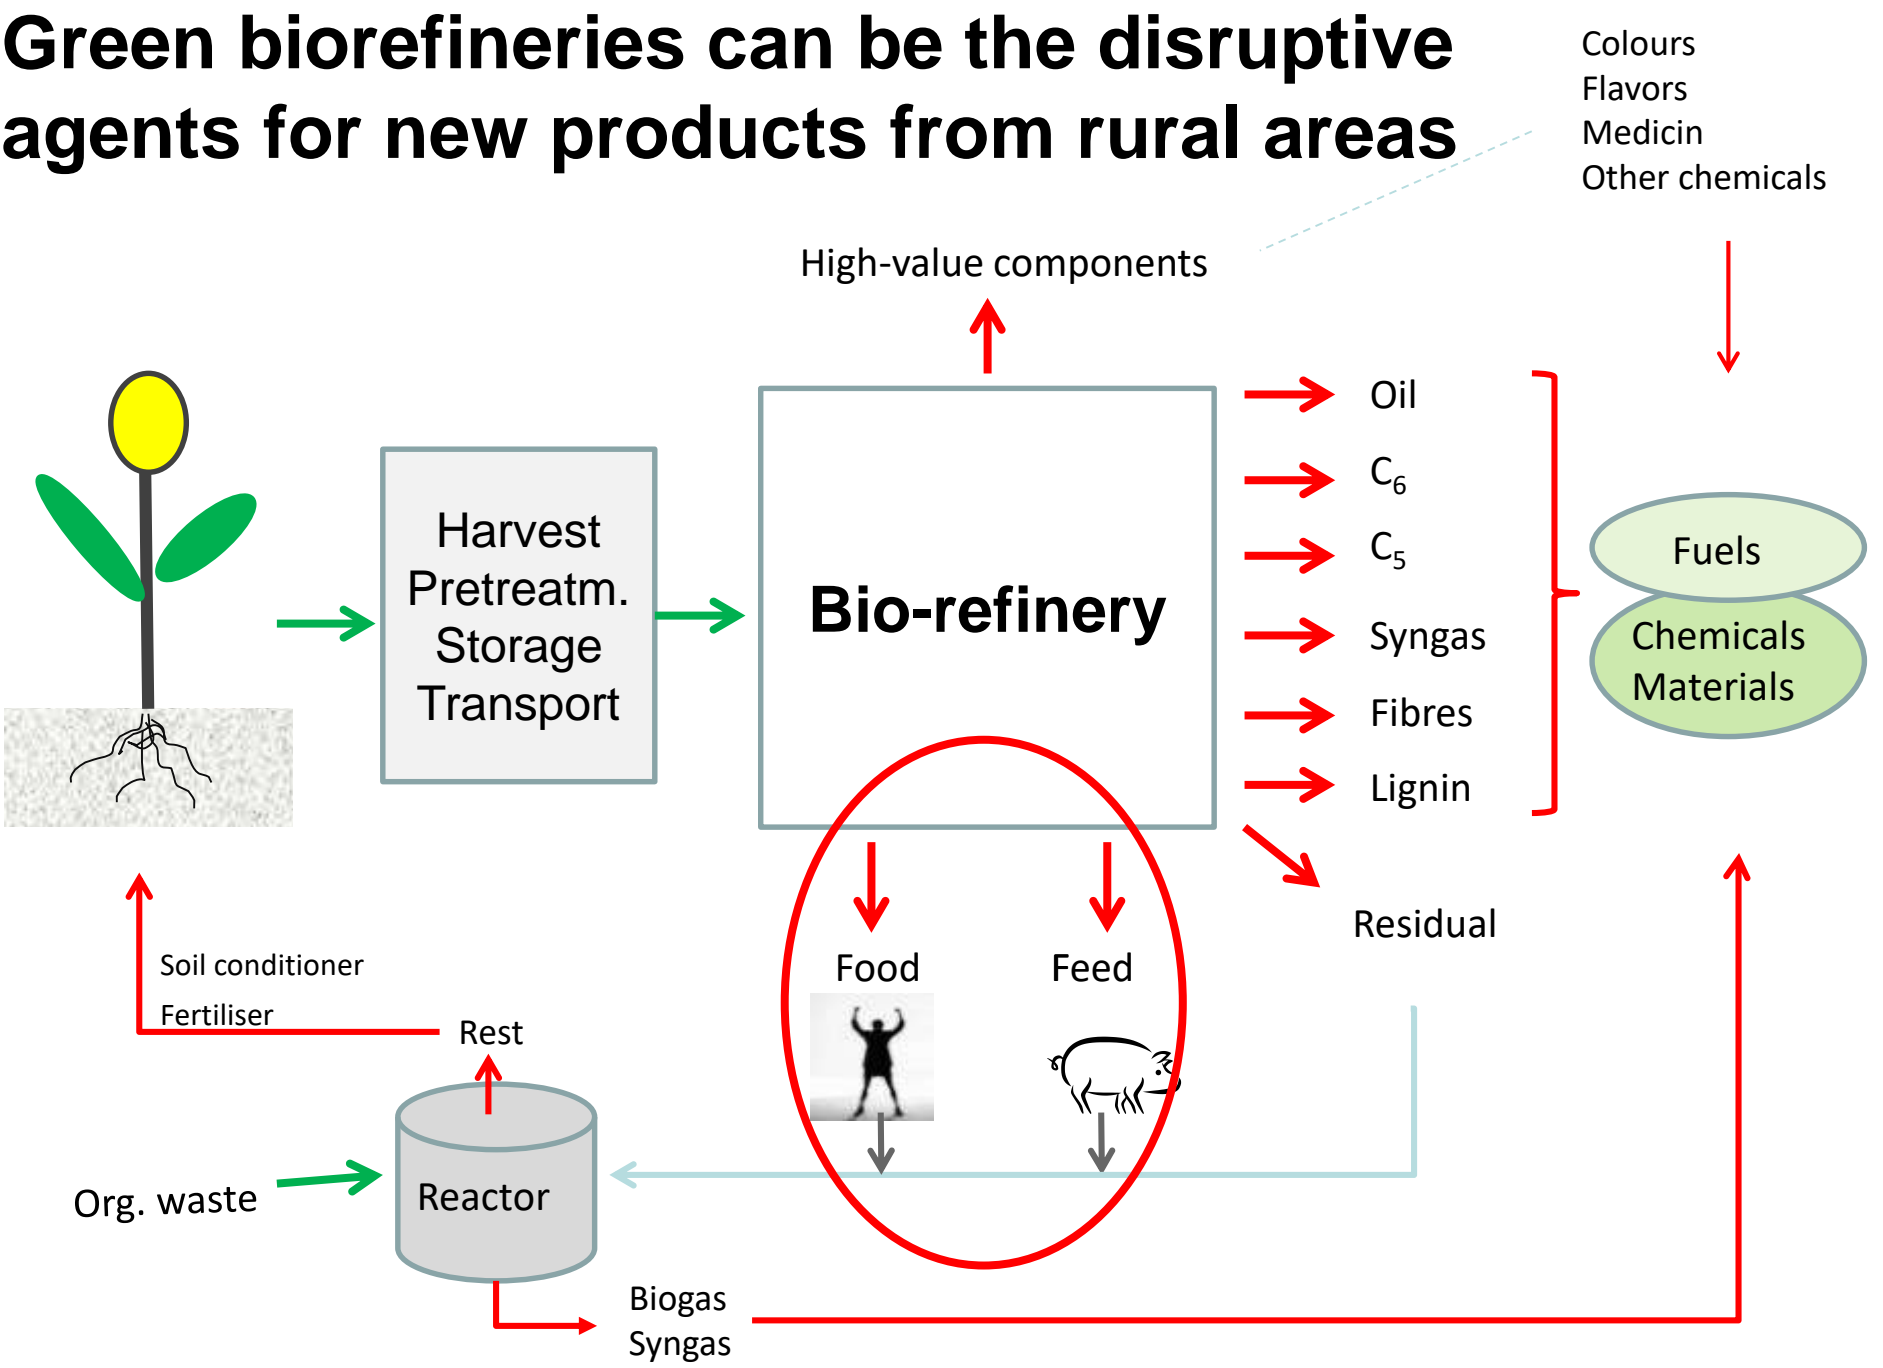 Green biorefineries can be the disruptive
agents for new products from rural areas
Colours
Flavors
Medicin
Other chemicals
High-value components
Harvest
Pretreatm.
Storage
Transport
Bio-refinery
Oil
C₆
C₅
Syngas
Fibres
Lignin
Fuels
Chemicals
Materials
Residual
Food
Feed
Soil conditioner
Fertiliser
Rest
Org. waste
Reactor
Biogas
Syngas